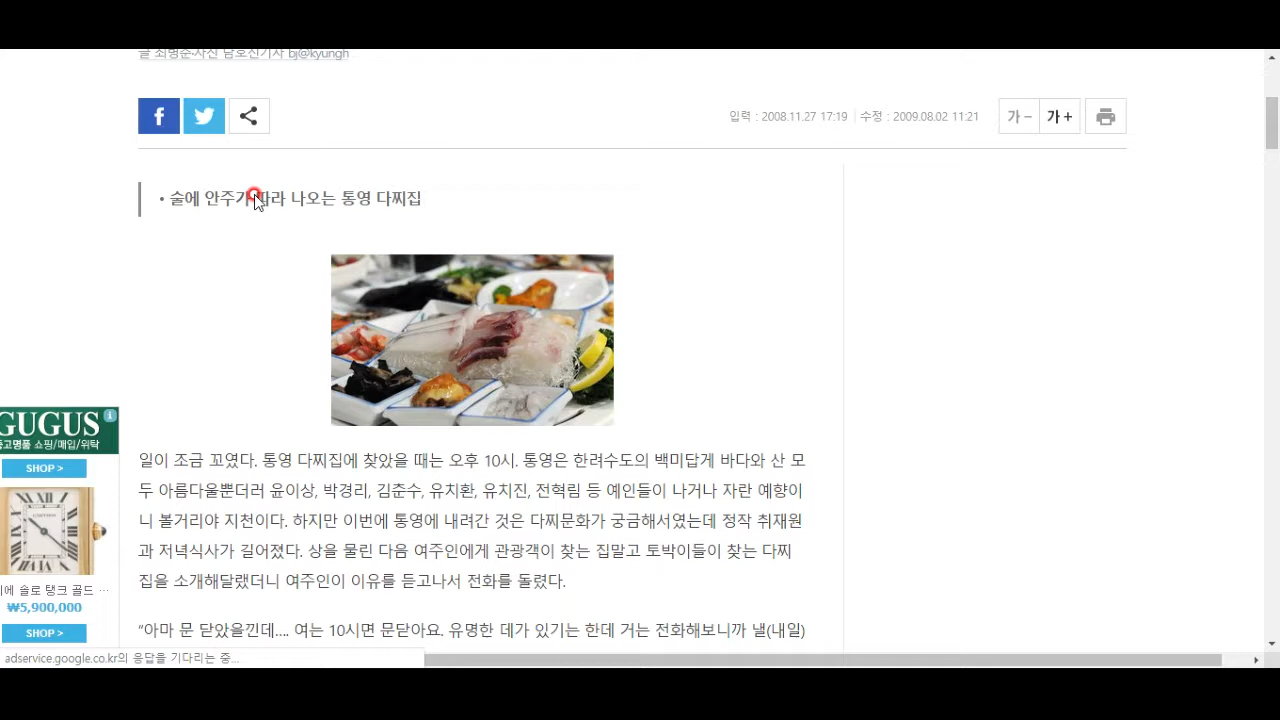 글 최병준·사진 남호진기자 bj@kyungh
f
입력 : 2008.11.27 17:19 수정 : 2009.08.02 11:21
가 - 가 +
• 술에 안주가 따라 나오는 통영 다찌집
GUGUS
중고명품 쇼핑/매입/위탁
SHOP >
일이 조금 꼬였다. 통영 다찌집에 찾았을 때는 오후 10시. 통영은 한려수도의 백미답게 바다와 산 모
두 아름다울뿐더러 윤이상, 박경리, 김춘수, 유치환, 유치진, 전혁림 등 예인들이 나거나 자란 예향이
니 볼거리야 지천이다. 하지만 이번에 통영에 내려간 것은 다찌문화가 궁금해서였는데 정작 취재원
과 저녁식사가 길어졌다. 상을 물린 다음 여주인에게 관광객이 찾는 집말고 토박이들이 찾는 다찌
집을 소개해달랬더니 여주인이 이유를 듣고나서 전화를 돌렸다.
에 솔로 탱크 골드 ...
₩5,900,000
SHOP >
"아마 문 닫았을낀데.... 여는 10시면 문닫아요. 유명한 데가 있기는 한데 거는 전화해보니까 낼(내일)
adservice.google.co.kr의 응답을 기다리는 중...